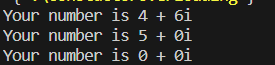 Your number is 4 + 6i
Your number is 5 + 0i
Your number is 0 + 0i